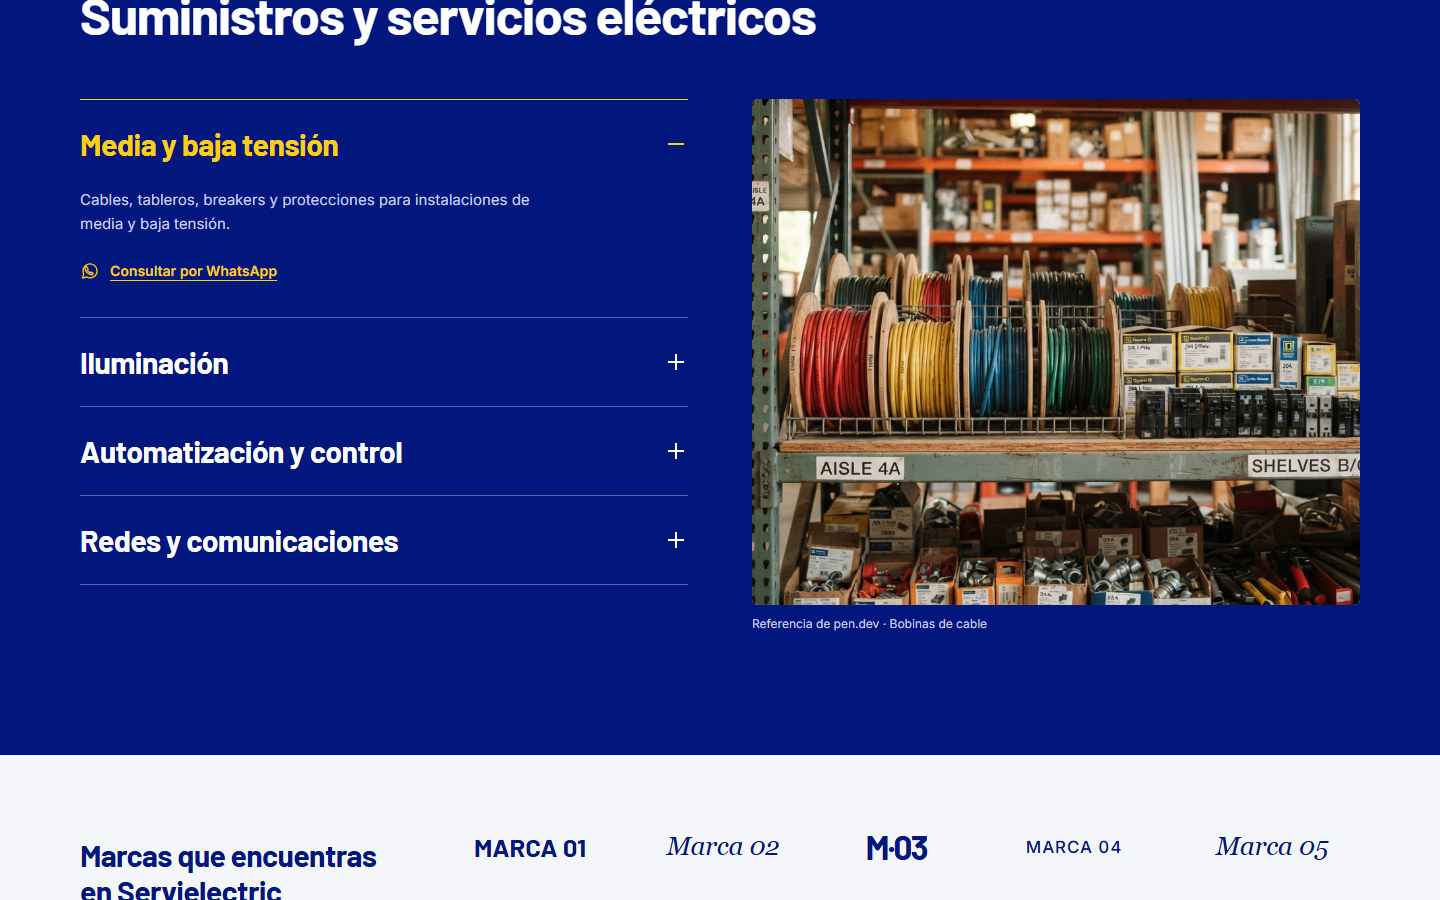 Suministros y servicios eléctricos
Media y baja tensión
Cables, tableros, breakers y protecciones para instalaciones de
media y baja tensión.
Consultar por WhatsApp
Iluminación
Automatización y control
Redes y comunicaciones
4A
AISLE 4A
SHELVES B/
Referencia de pen.dev · Bobinas de cable
Marcas que encuentras
en Servielectric
MARCA 01
Marca 02
M·03
MARCA 04
Marca 05